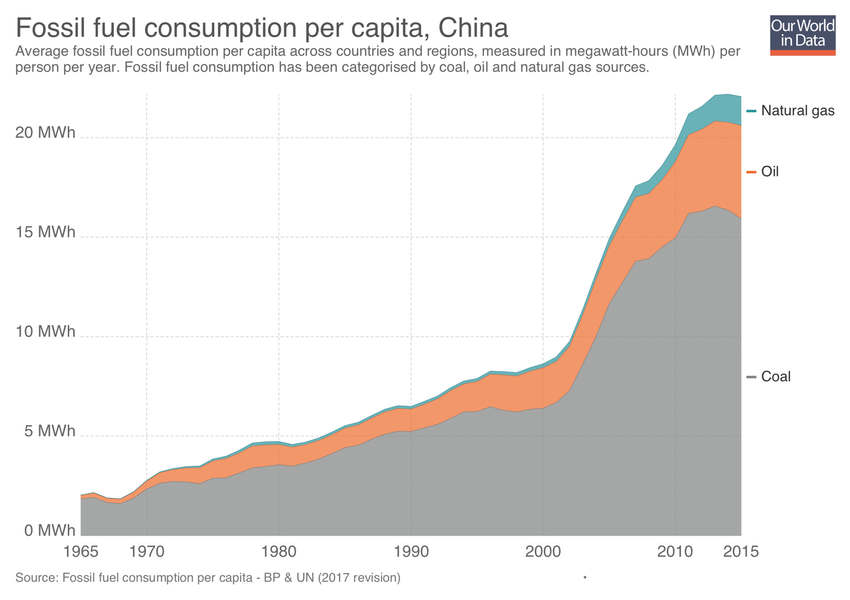 Fossil fuel consumption per capita, China
Our World
in Data
Average fossil fuel consumption per capita across countries and regions, measured in megawatt-hours (MWh) per
person per year. Fossil fuel consumption has been categorised by coal, oil and natural gas sources.
Natural gas
20 MWh
Oil
15 MWh
10 MWh
Coal
5 MWh
0 MWh
1965 1970 1980 1990 2000 2010 2015
Source: Fossil fuel consumption per capita - BP & UN (2017 revision)